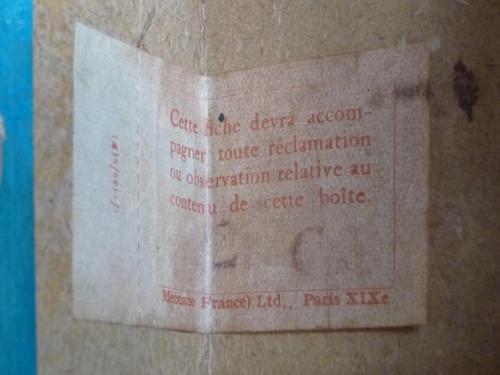 Cette fiche devra accom-
pagner toute réclamation
ou observation relative au
contenu de cette boîte.
C
Meccano France) Ltd., Paris XIXe